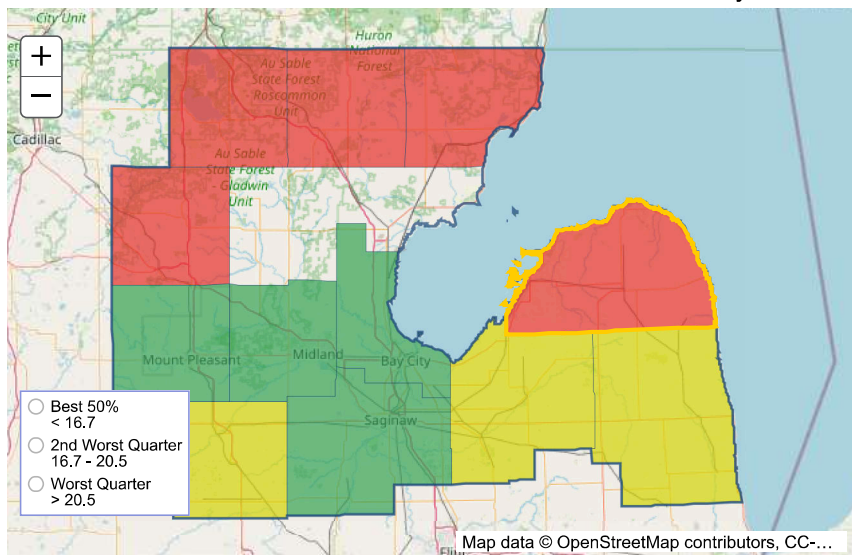 City Unit
Huron
National
Forest
+
Au Sable
State Forest
- Roscommon
Unit
−
Cadillac
Au Sable
State Forest
- Gladwin
Unit
Mount Pleasant
Midland
Bay City
Saginaw
Best 50%
< 16.7
2nd Worst Quarter
16.7 - 20.5
Worst Quarter
> 20.5
Flint
Map data © OpenStreetMap contributors, CC-...